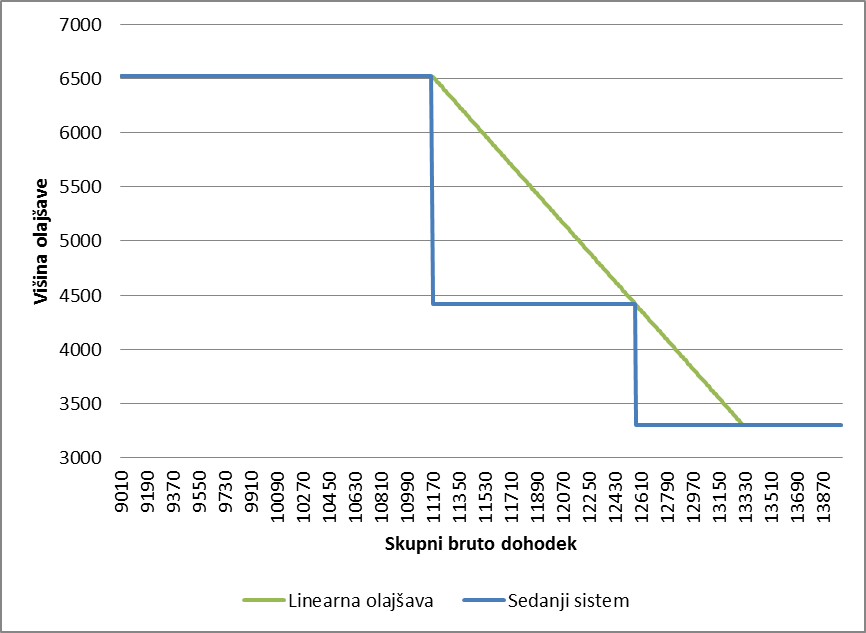 7000
6500
6000
5500
5000
4500
4000
3500
3000
Višina olajšave
9010 9190 9370 9550 9730 9910 10090 10270 10450 10630 10810 10990 11170 11350 11530 11710 11890 12070 12250 12430 12610 12790 12970 13150 13330 13510 13690 13870
Skupni bruto dohodek
Linearna olajšava Sedanji sistem